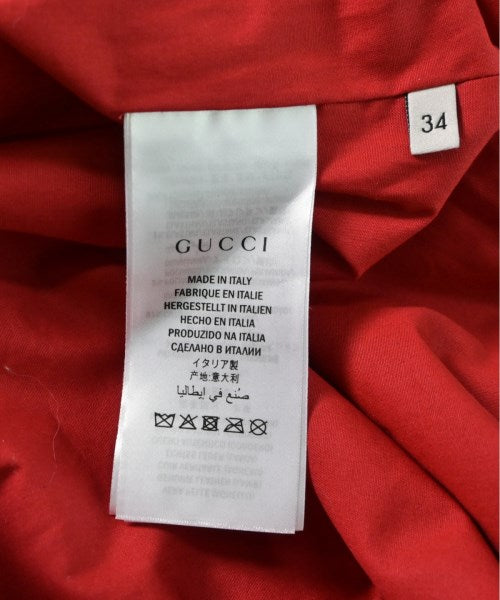 34
GUCCI
MADE IN ITALY
FABRIQUE EN ITALIE
HERGESTELLT IN ITALIEN
HECHO EN ITALIA
PRODUZIDO NA ITALIA
СДЕЛАНО В ИТАЛИИ
イタリア製
产地:意大利
صنع في إيطاليا